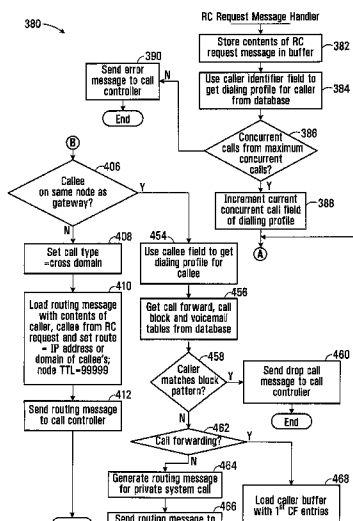 RC Request Message Handler
380
Store contents of RC
request message in buffer
382
Use caller identifier field to
get dialing profile for caller
from database
384
390
Send error
message to call
controller
N
End
386
Concurrent
calls from maximum
concurrent
calls?
Y
Increment current
concurrent call field
of dialing profile
388
A
B
406
Callee
on same node as
gateway?
Y
N
408
Set call type
=cross domain
410
Load routing message
with contents of
caller, callee from RC
request and set route
= IP address or
domain of callee's;
node TTL=99999
412
Send routing message
to call controller
454
Use callee field to get
dialing profile for
callee
456
Get call forward, call
block and voicemail
tables from database
458
Caller
matches block
pattern?
Y
460
Send drop call
message to call
controller
End
N
462
Call forwarding?
Y
N
464
Generate routing message
for private system call
466
Send routing message to
468
Load caller buffer
with 1st CF entries